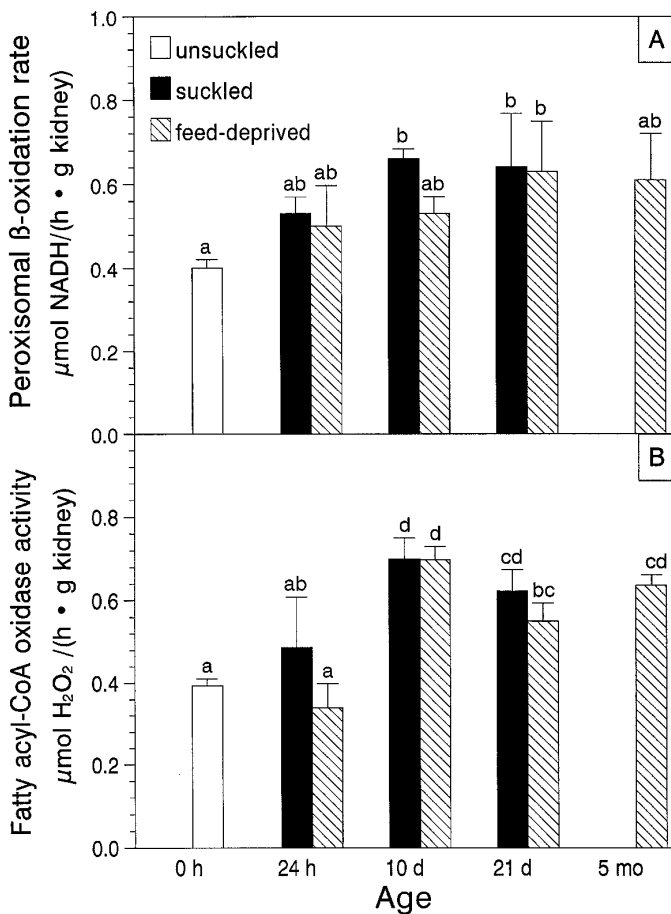 Peroxisomal ß-oxidation rate
µmol NADH/(h • g kidney)
1.0
0.8
0.6
0.4
0.2
0.0
A
unsuckled
suckled
feed-deprived
a
ab
ab
b
ab
b
b
ab
Fatty acyl-CoA oxidase activity
µmol H₂O₂ /(h • g kidney)
0.8
0.6
0.4
0.2
0.0
B
a
ab
a
d
d
cd
bc
cd
0 h
24 h
10 d
21 d
5 mo
Age